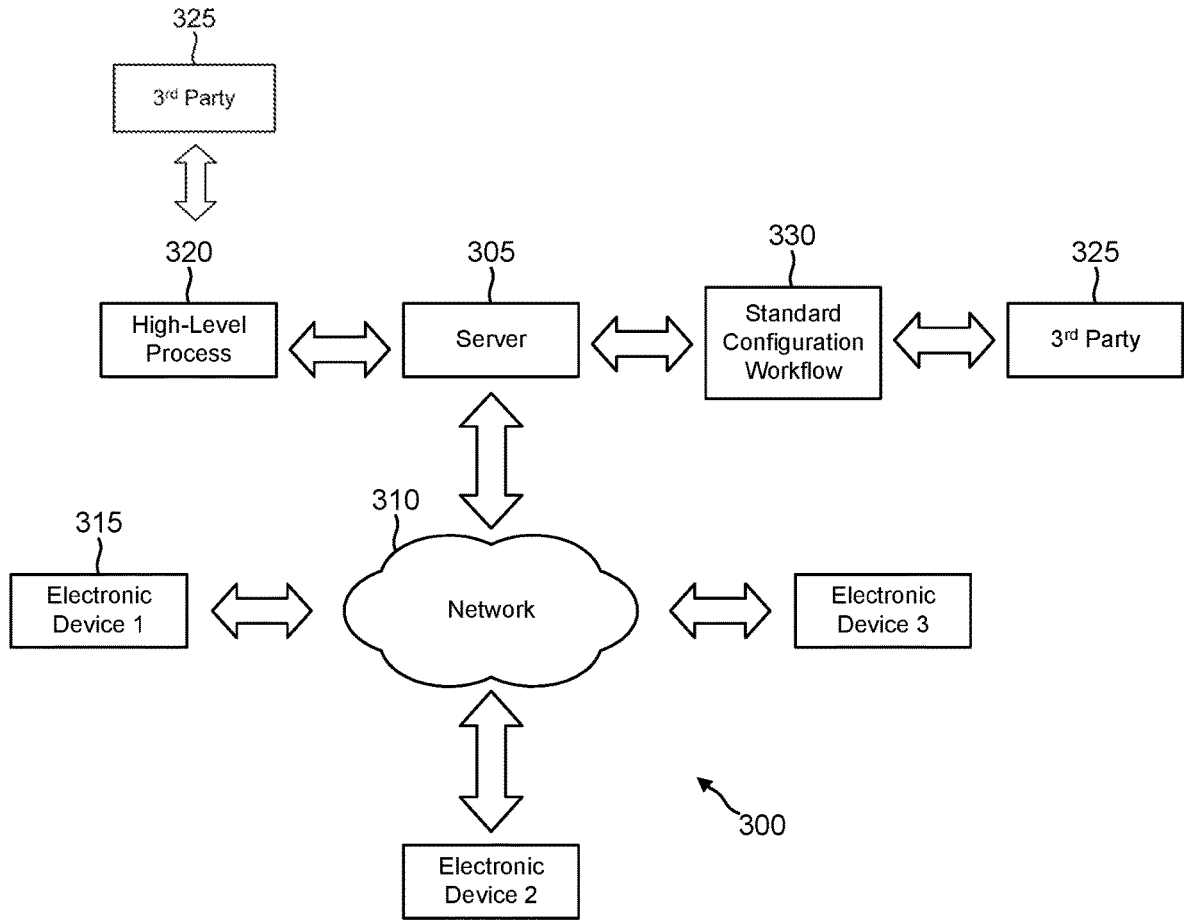 325
3rd Party
320
305
330
325
High-Level
Process
Server
Standard
Configuration
Workflow
3rd Party
310
315
Electronic
Device 1
Network
Electronic
Device 3
300
Electronic
Device 2